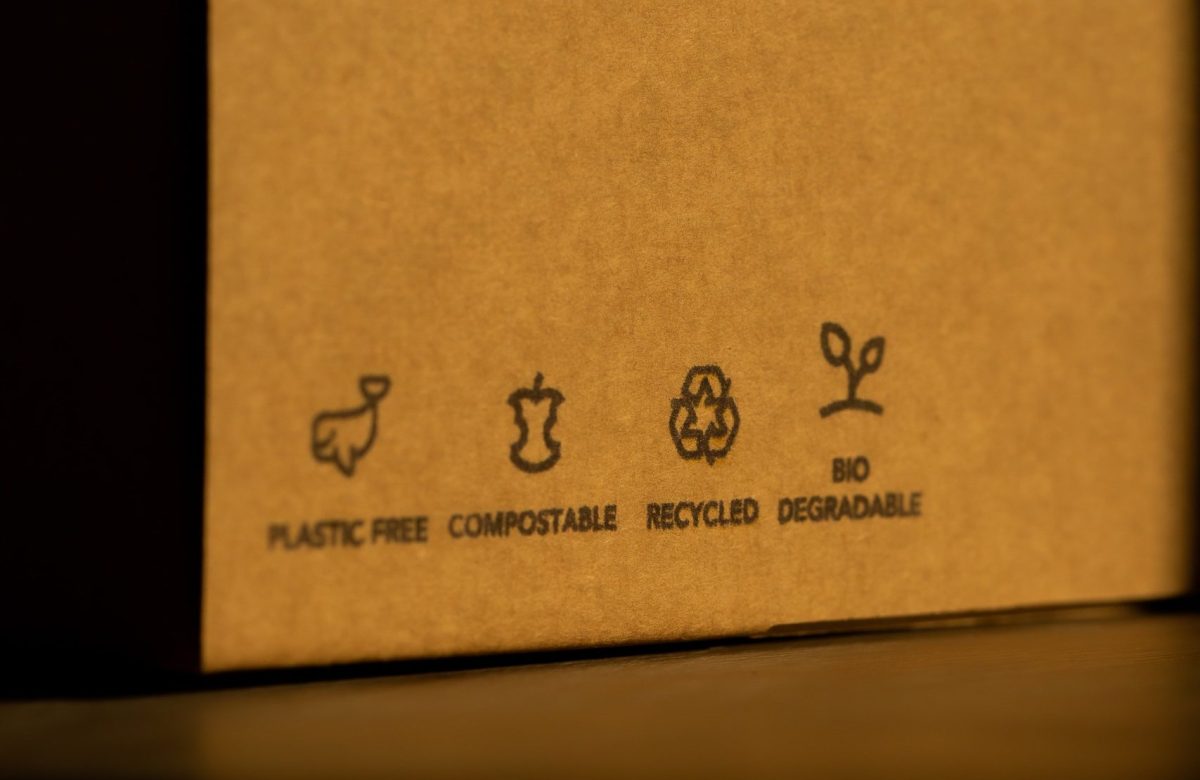 PLASTIC FREE
COMPOSTABLE
RECYCLED
BIO
DEGRADABLE